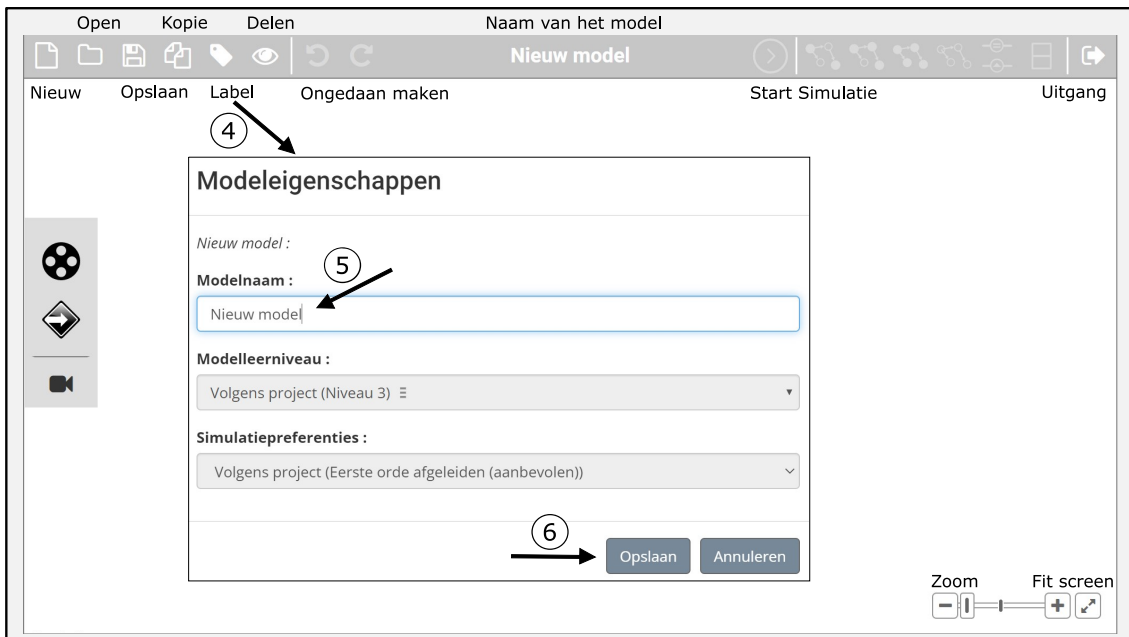 Open Kopie Delen Naam van het model
Nieuw model
Nieuw Opslaan Label Ongedaan maken Start Simulatie Uitgang
4
Modeleigenschappen
Nieuw model :
5
Modelnaam :
Nieuw model
Modelleerniveau :
Volgens project (Niveau 3)
Simulatiepreferenties :
Volgens project (Eerste orde afgeleiden (aanbevolen))
6
Opslaan Annuleren
Zoom Fit screen